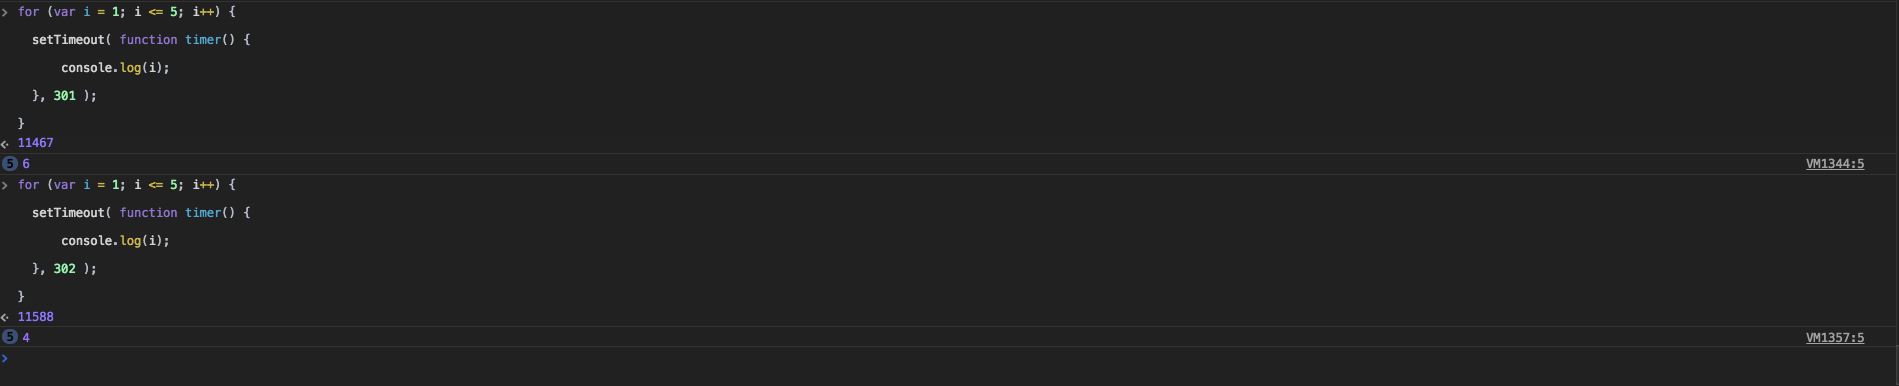 > for (var i = 1; i <= 5; i++) {
setTimeout( function timer() {
console.log(i);
}, 301 );
}
11467
5 6 VM1344:5
> for (var i = 1; i <= 5; i++) {
setTimeout( function timer() {
console.log(i);
}, 302 );
}
11588
5 4 VM1357:5
>